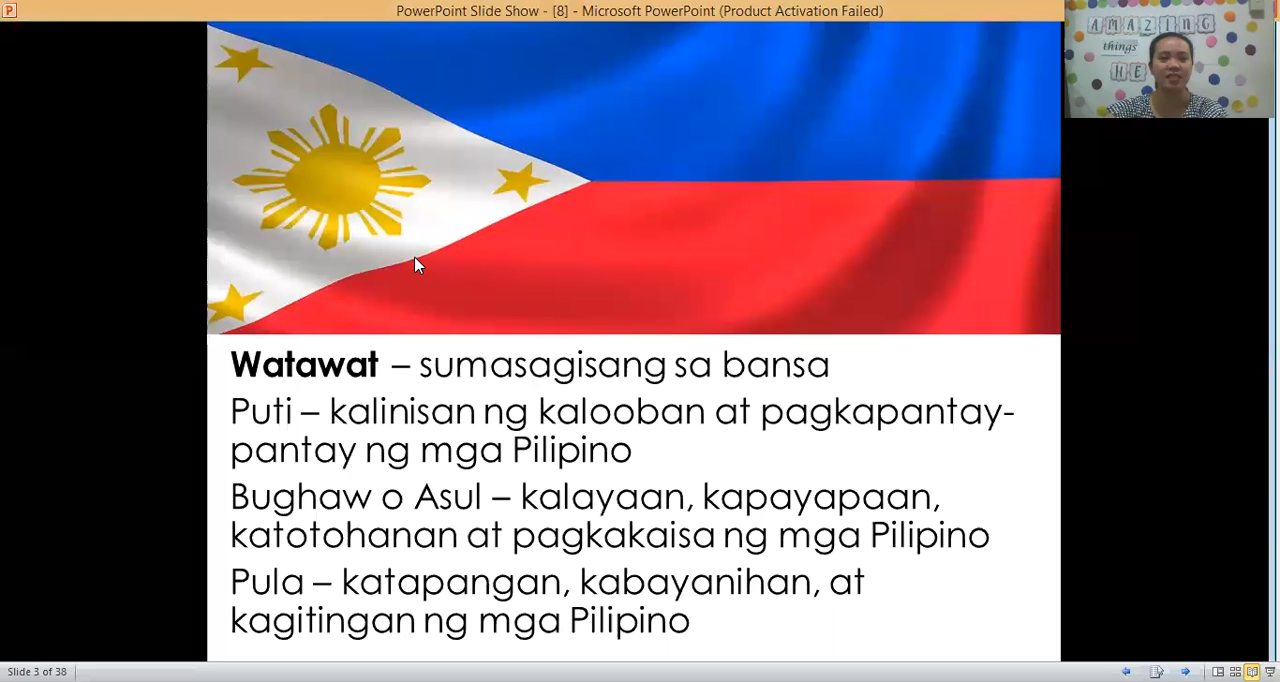 PowerPoint Slide Show - [8] - Microsoft PowerPoint (Product Activation Failed)
AMAZING
things
HE
Watawat – sumasagisang sa bansa
Puti – kalinisan ng kalooban at pagkapantay-
pantay ng mga Pilipino
Bughaw o Asul – kalayaan, kapayapaan,
katotohanan at pagkakaisa ng mga Pilipino
Pula – katapangan, kabayanihan, at
kagitingan ng mga Pilipino
Slide 3 of 38